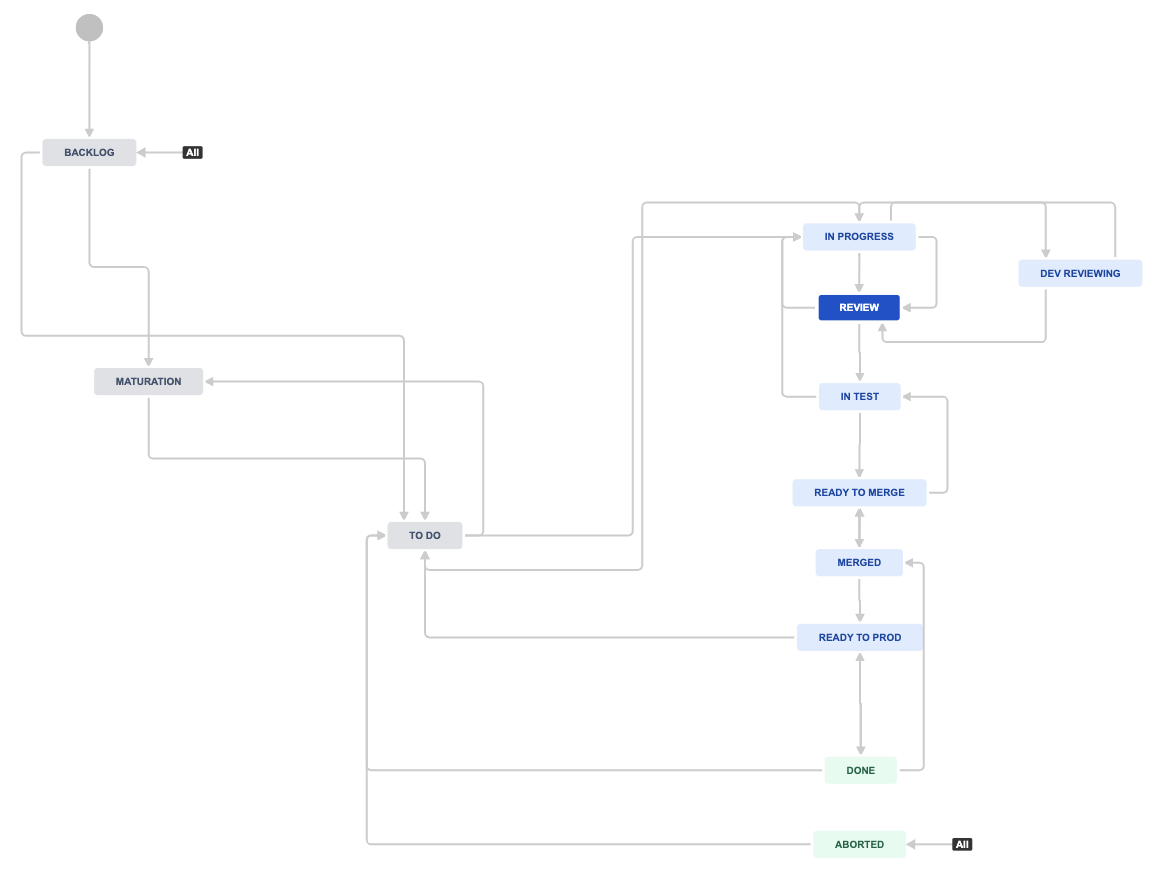 BACKLOG
All
IN PROGRESS
DEV REVIEWING
REVIEW
MATURATION
IN TEST
READY TO MERGE
TO DO
MERGED
READY TO PROD
DONE
ABORTED
All